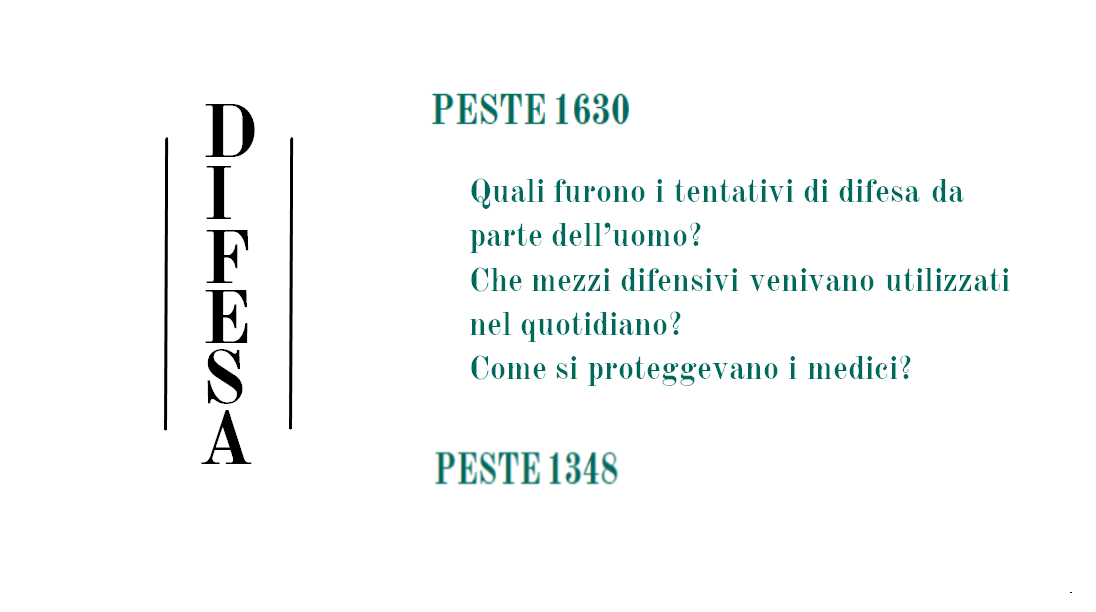 DIFESA
PESTE 1630
Quali furono i tentativi di difesa da
parte dell’uomo?
Che mezzi difensivi venivano utilizzati
nel quotidiano?
Come si proteggevano i medici?
PESTE 1348